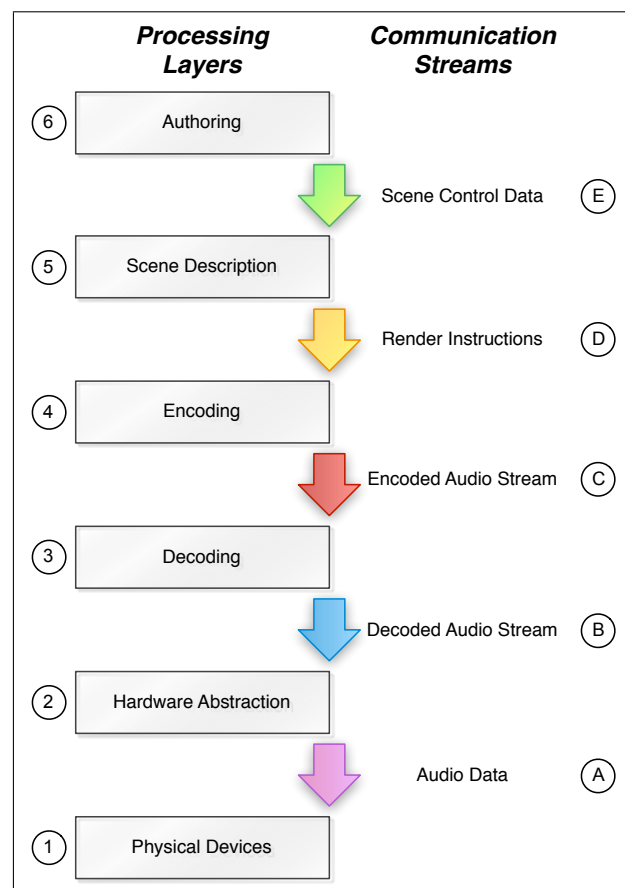 Processing Communication
Layers Streams
6 Authoring
Scene Control Data E
5 Scene Description
Render Instructions D
4 Encoding
Encoded Audio Stream C
3 Decoding
Decoded Audio Stream B
2 Hardware Abstraction
Audio Data A
1 Physical Devices